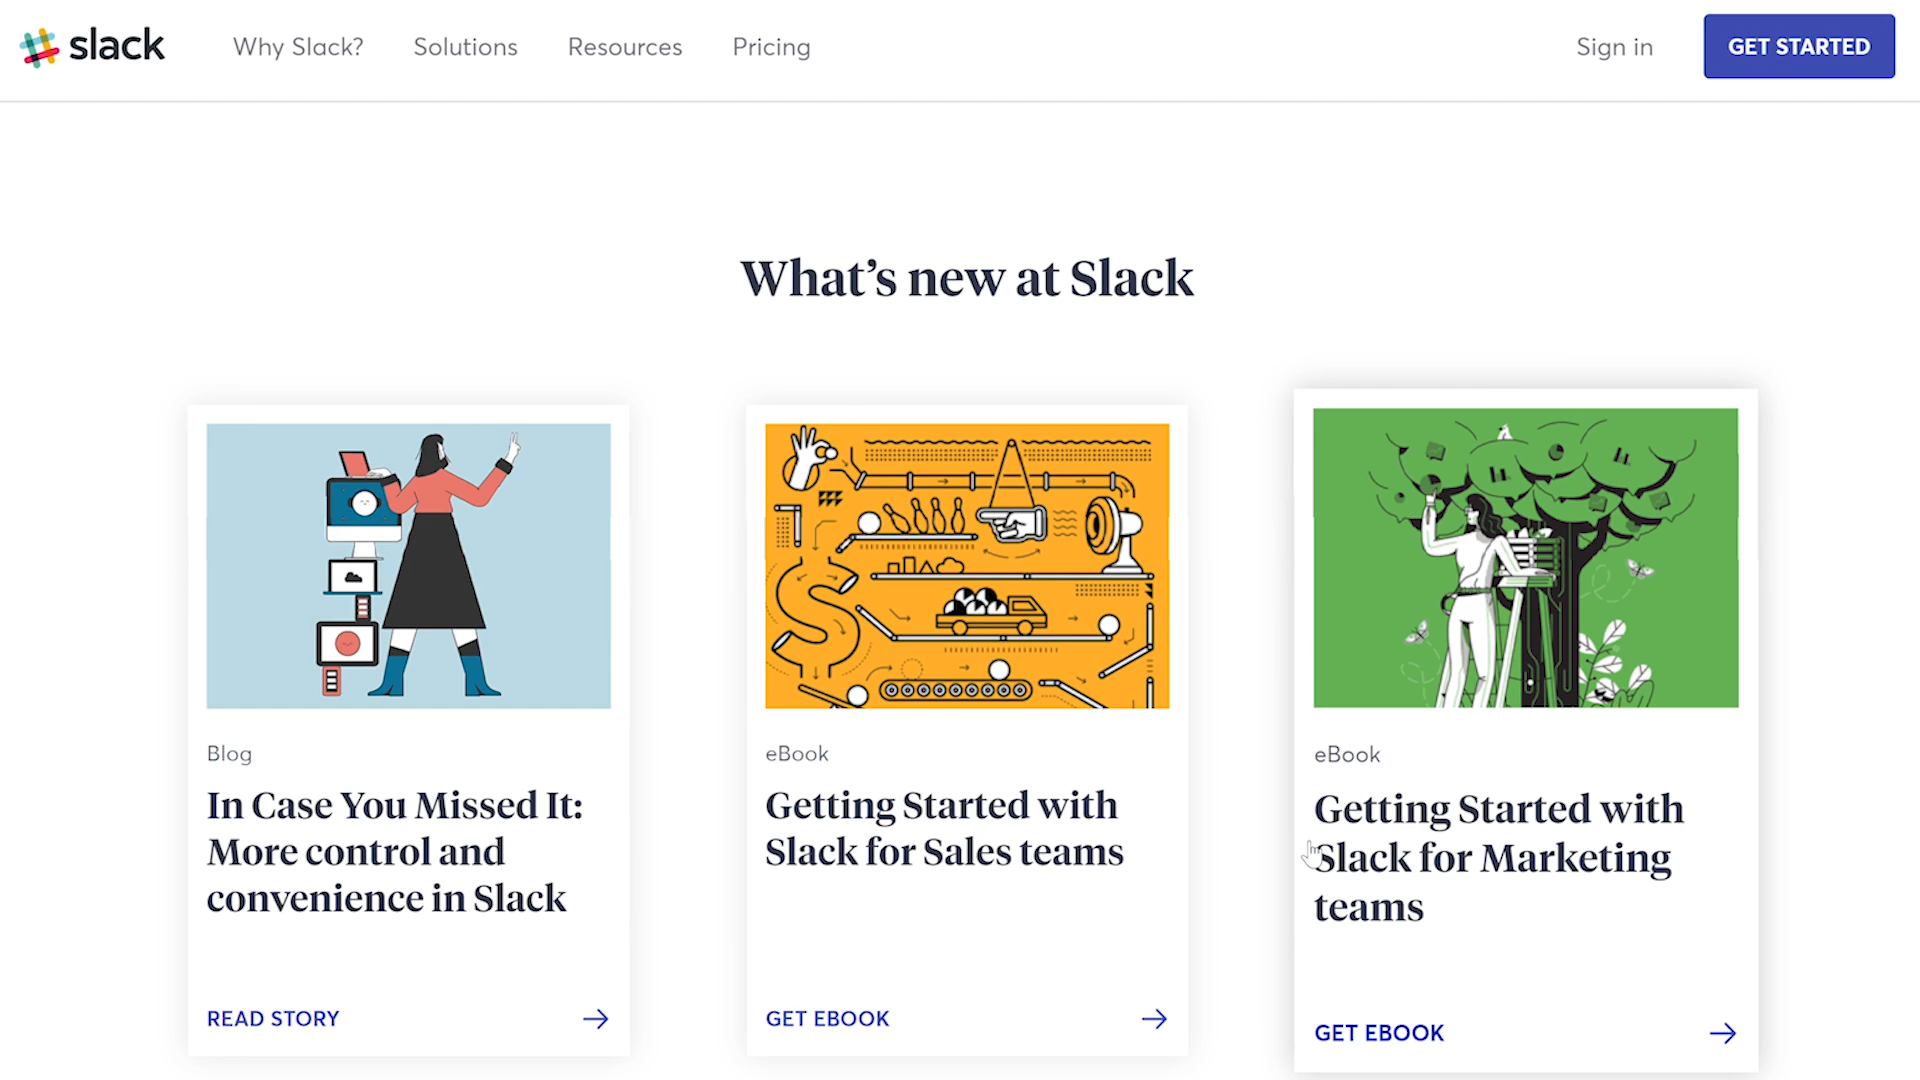 slack
Why Slack?
Solutions
Resources
Pricing
Sign in
GET STARTED
What’s new at Slack
Blog
In Case You Missed It:
More control and
convenience in Slack
READ STORY
eBook
Getting Started with
Slack for Sales teams
GET EBOOK
eBook
Getting Started with
Slack for Marketing
teams
GET EBOOK